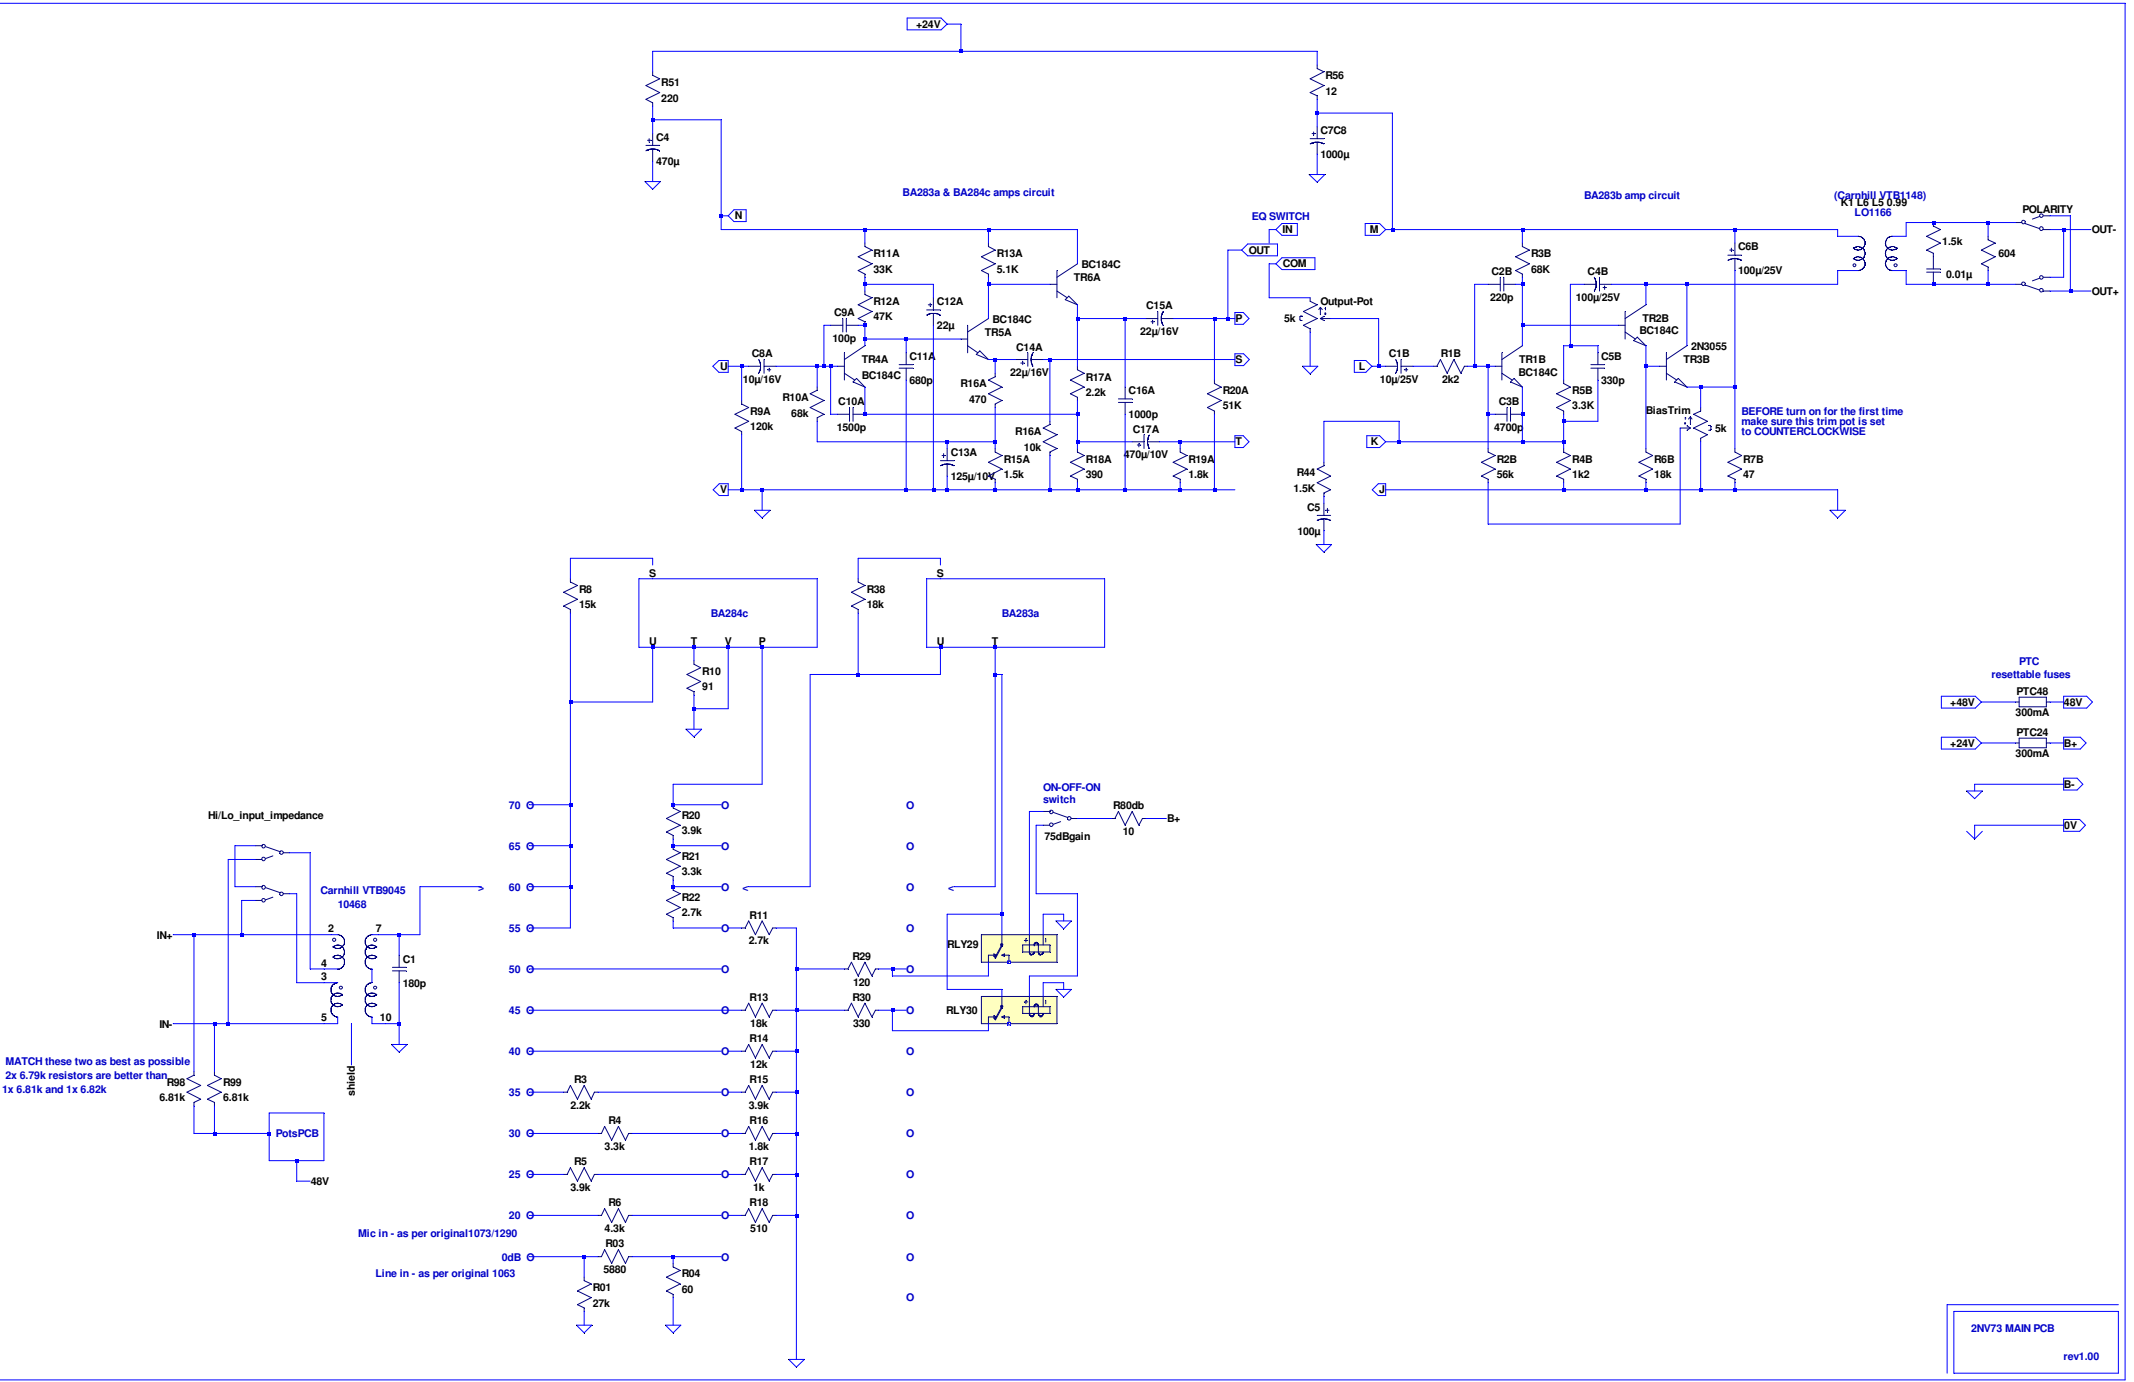 +24V
R51
220
C4
470µ
R56
12
C7C8
1000µ
BA283a & BA284c amps circuit
N
R11A
33K
R12A
47K
R13A
5.1K
BC184C
TR6A
C12A
22µ
C9A
100p
BC184C
TR5A
C8A
10µ/16V
U
TR4A
BC184C
C11A
680p
C14A
22µ/16V
C15A
22µ/16V
R9A
120k
R10A
68k
C10A
1500p
R16A
470
R17A
2.2k
C16A
1000p
R20A
51K
R16A
10k
C17A
470µ/10V
C13A
125µ/10V
R15A
1.5k
R18A
390
R19A
1.8k
V
P
S
T
EQ SWITCH
IN
OUT
COM
Output-Pot
5k
BA283b amp circuit
M
R3B
68K
C2B
220p
C4B
100µ/25V
C6B
100µ/25V
TR2B
BC184C
2N3055
TR3B
L
C1B
10µ/25V
R1B
2k2
TR1B
BC184C
C5B
330p
R5B
3.3K
C3B
4700p
BiasTrim
5k
BEFORE turn on for the first time
make sure this trim pot is set
to COUNTERCLOCKWISE
K
R44
1.5K
C5
100µ
J
R2B
56k
R4B
1k2
R6B
18k
R7B
47
(Carnhill VTB1148)
K1 L6 L5 0.99
LO1166
1.5k
0.01µ
604
POLARITY
OUT-
OUT+
R8
15k
S
BA284c
U T V P
R10
91
R38
18k
S
BA283a
U T
PTC
resettable fuses
+48V
PTC48
300mA
48V
+24V
PTC24
300mA
B+
B-
0V
Hi/Lo_input_impedance
Carnhill VTB9045
10468
IN+
IN-
2
4
3
5
7
10
C1
180p
shield
MATCH these two as best as possible
2x 6.79k resistors are better than
1x 6.81k and 1x 6.82k
R98
6.81k
R99
6.81k
PotsPCB
48V
70
R20
3.9k
65
R21
3.3k
60
R22
2.7k
55
R11
2.7k
50
R29
120
45
R13
18k
R30
330
40
R14
12k
35
R3
2.2k
R15
3.9k
30
R4
3.3k
R16
1.8k
25
R5
3.9k
R17
1k
20
R6
4.3k
R18
510
Mic in - as per original1073/1290
0dB
R03
5880
Line in - as per original 1063
R01
27k
R04
60
ON-OFF-ON
switch
75dBgain
R80db
10
B+
RLY29
RLY30
2NV73 MAIN PCB
rev1.00